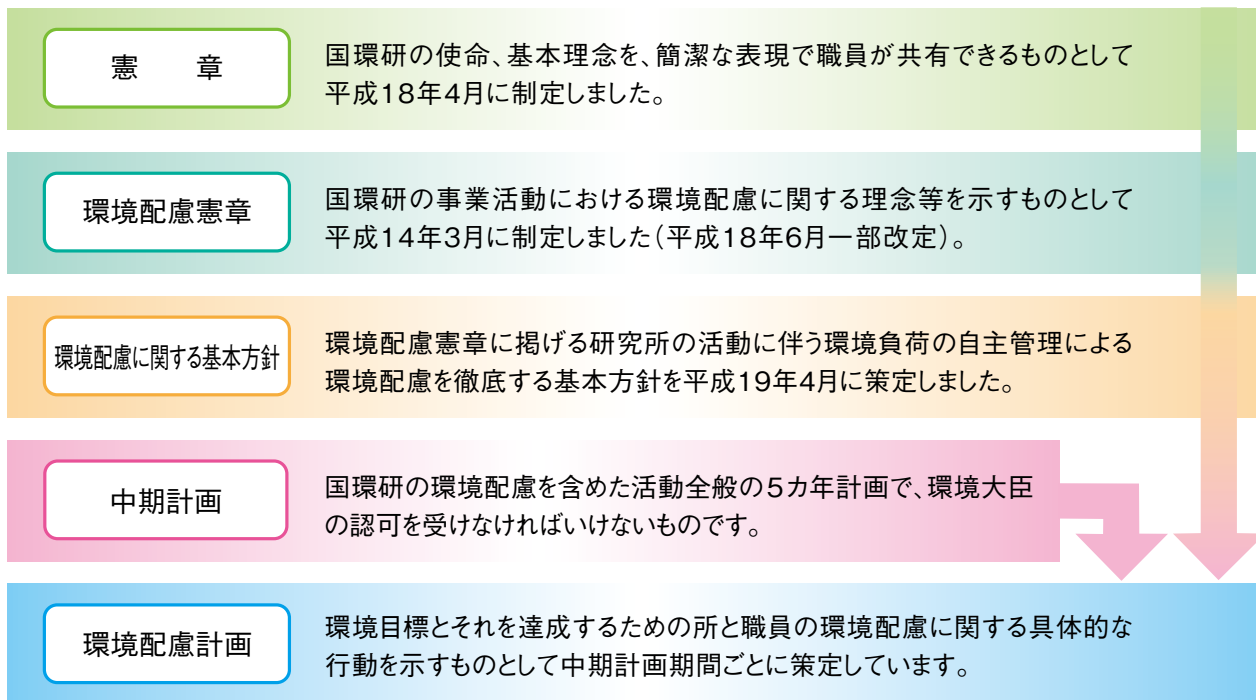 憲　章
国環研の使命、基本理念を、簡潔な表現で職員が共有できるものとして
平成18年4月に制定しました。
環境配慮憲章
国環研の事業活動における環境配慮に関する理念等を示すものとして
平成14年3月に制定しました（平成18年6月一部改定）。
環境配慮に関する基本方針
環境配慮憲章に掲げる研究所の活動に伴う環境負荷の自主管理による
環境配慮を徹底する基本方針を平成19年4月に策定しました。
中期計画
国環研の環境配慮を含めた活動全般の5カ年計画で、環境大臣
の認可を受けなければいけないものです。
環境配慮計画
環境目標とそれを達成するための所と職員の環境配慮に関する具体的な
行動を示すものとして中期計画期間ごとに策定しています。